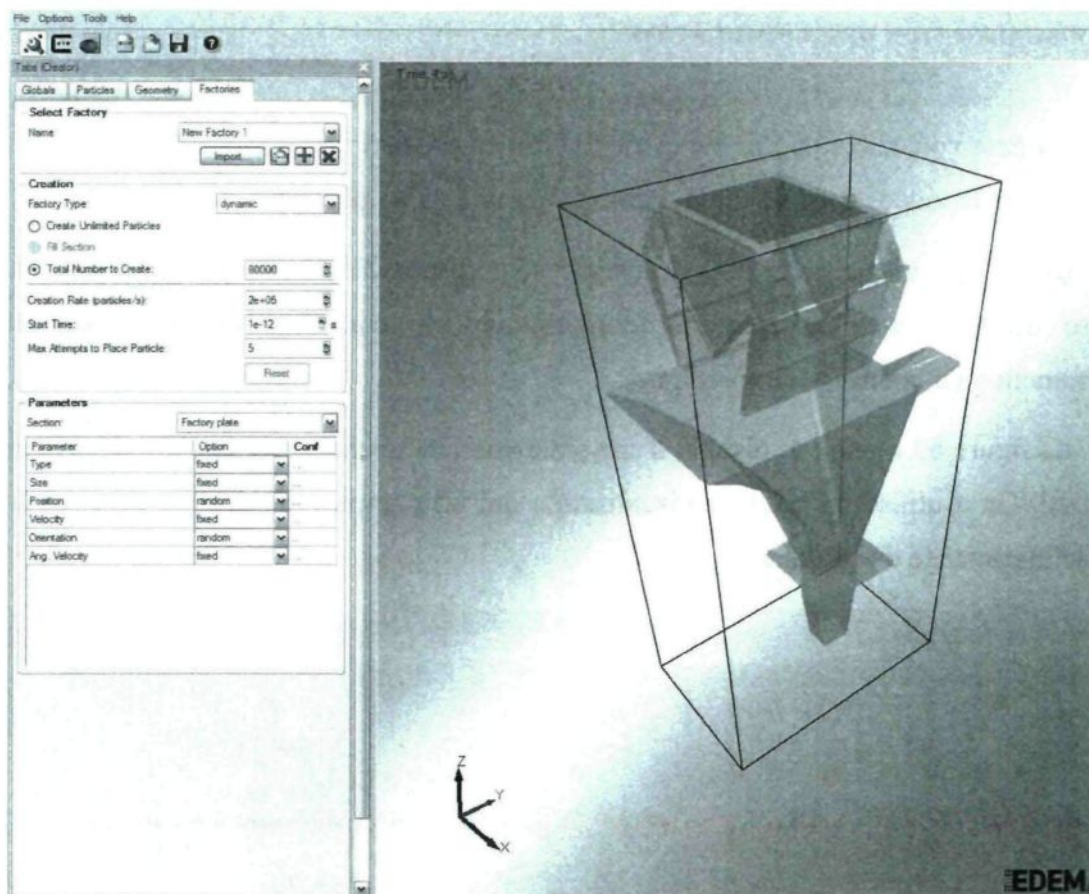 File Options Tools Help
Tabs (Creator)
Globals Particles Geometry Factories
Select Factory
Name New Factory 1
Import...
Creation
Factory Type: dynamic
Create Unlimited Particles
Fill Section
Total Number to Create: 80000
Creation Rate (particles/s): 2e+05
Start Time: 1e-12 s
Max Attempts to Place Particle: 5
Reset
Parameters
Section: Factory plate
Parameter Option Conf
Type fixed ...
Size fixed ...
Position random ...
Velocity fixed ...
Orientation random ...
Ang. Velocity fixed ...
EDEM
Z
Y
X
EDEM